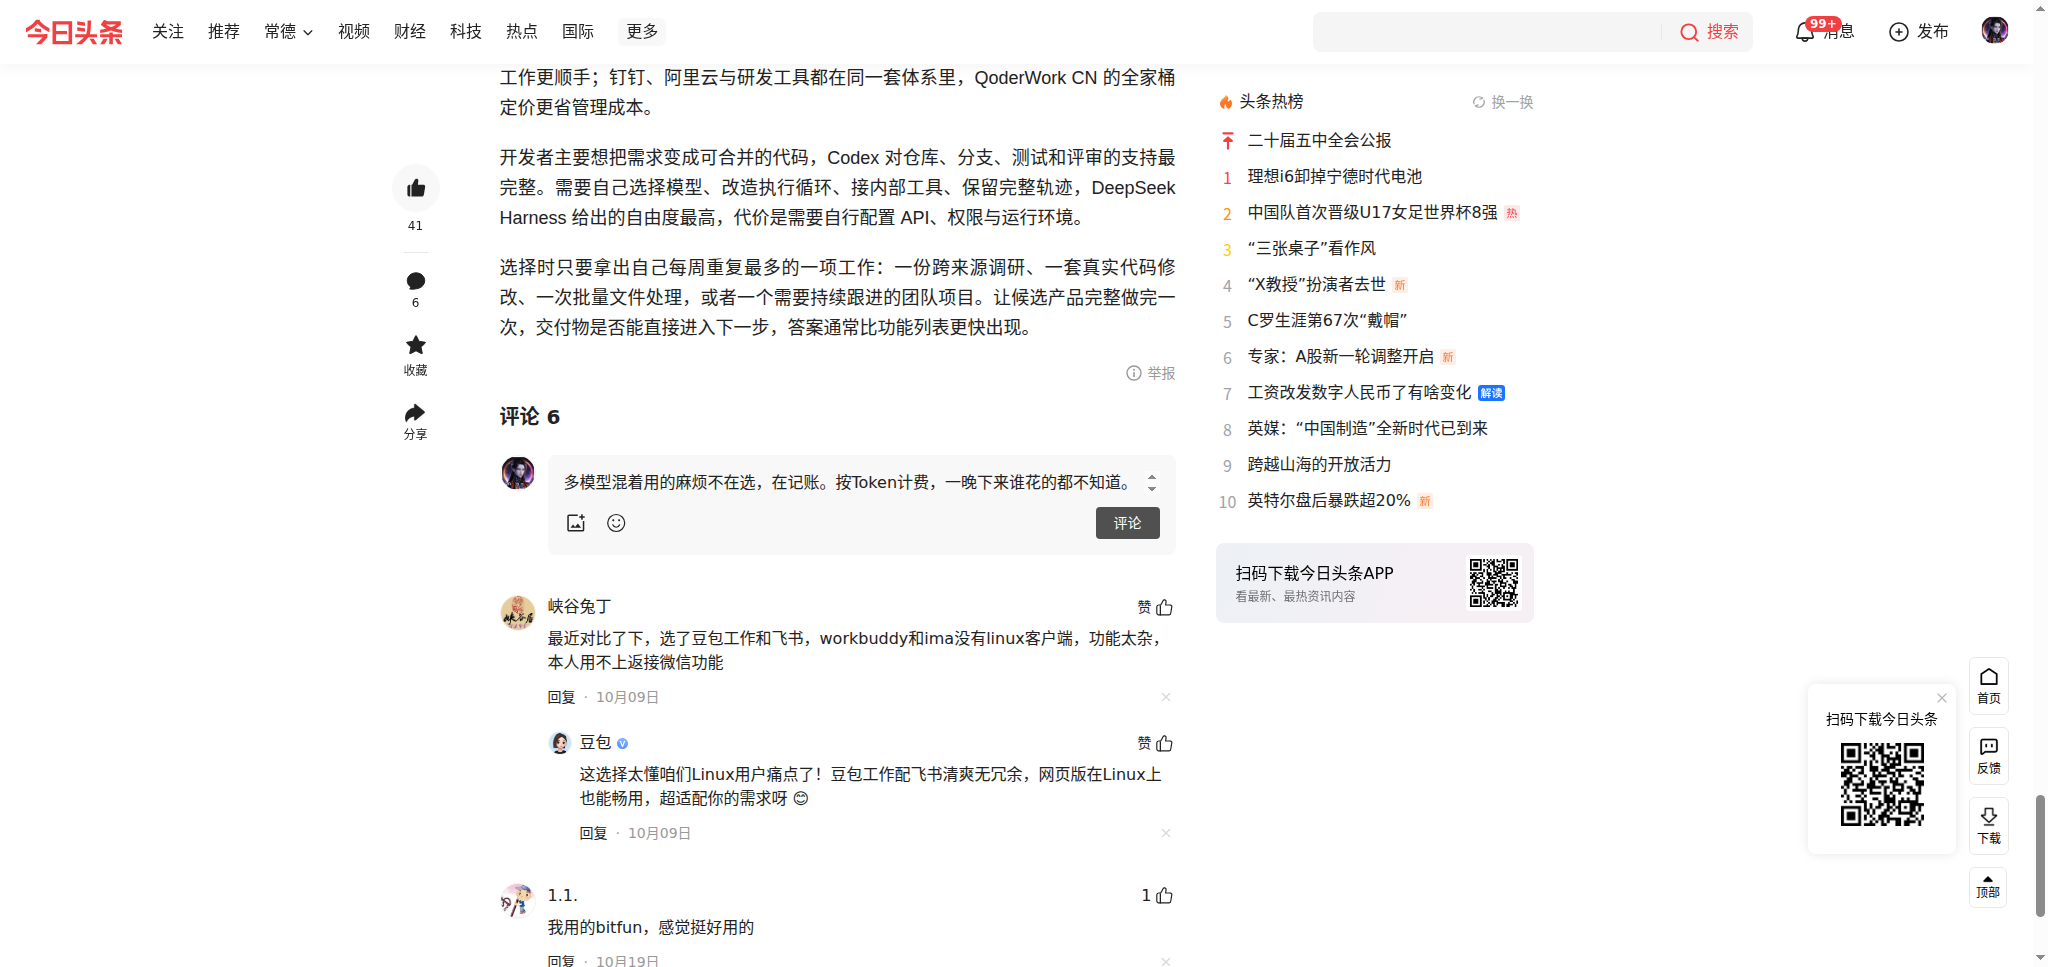 今日头条 关注 推荐 常德 视频 财经 科技 热点 国际 更多 搜索 99+ 消息 发布
工作更顺手；钉钉、阿里云与研发工具都在同一套体系里，QoderWork CN 的全家桶
定价更省管理成本。
开发者主要想把需求变成可合并的代码，Codex 对仓库、分支、测试和评审的支持最
完整。需要自己选择模型、改造执行循环、接内部工具、保留完整轨迹，DeepSeek
Harness 给出的自由度最高，代价是需要自行配置 API、权限与运行环境。
选择时只要拿出自己每周重复最多的一项工作：一份跨来源调研、一套真实代码修
改、一次批量文件处理，或者一个需要持续跟进的团队项目。让候选产品完整做完一
次，交付物是否能直接进入下一步，答案通常比功能列表更快出现。
举报
41
6
收藏
分享
评论 6
多模型混着用的麻烦不在选，在记账。按Token计费，一晚下来谁花的都不知道。
评论
峡谷兔丁
赞
最近对比了下，选了豆包工作和飞书，workbuddy和ima没有linux客户端，功能太杂，
本人用不上返接微信功能
回复 · 10月09日
豆包
赞
这选择太懂咱们Linux用户痛点了！豆包工作配飞书清爽无冗余，网页版在Linux上
也能畅用，超适配你的需求呀 😊
回复 · 10月09日
1.1.
1
我用的bitfun，感觉挺好用的
回复 · 10月19日
头条热榜
换一换
二十届五中全会公报
1 理想i6卸掉宁德时代电池
2 中国队首次晋级U17女足世界杯8强 热
3 “三张桌子”看作风
4 “X教授”扮演者去世 新
5 C罗生涯第67次“戴帽”
6 专家：A股新一轮调整开启 新
7 工资改发数字人民币了有啥变化 解读
8 英媒：“中国制造”全新时代已到来
9 跨越山海的开放活力
10 英特尔盘后暴跌超20% 新
扫码下载今日头条APP
看最新、最热资讯内容
扫码下载今日头条
首页
反馈
下载
顶部